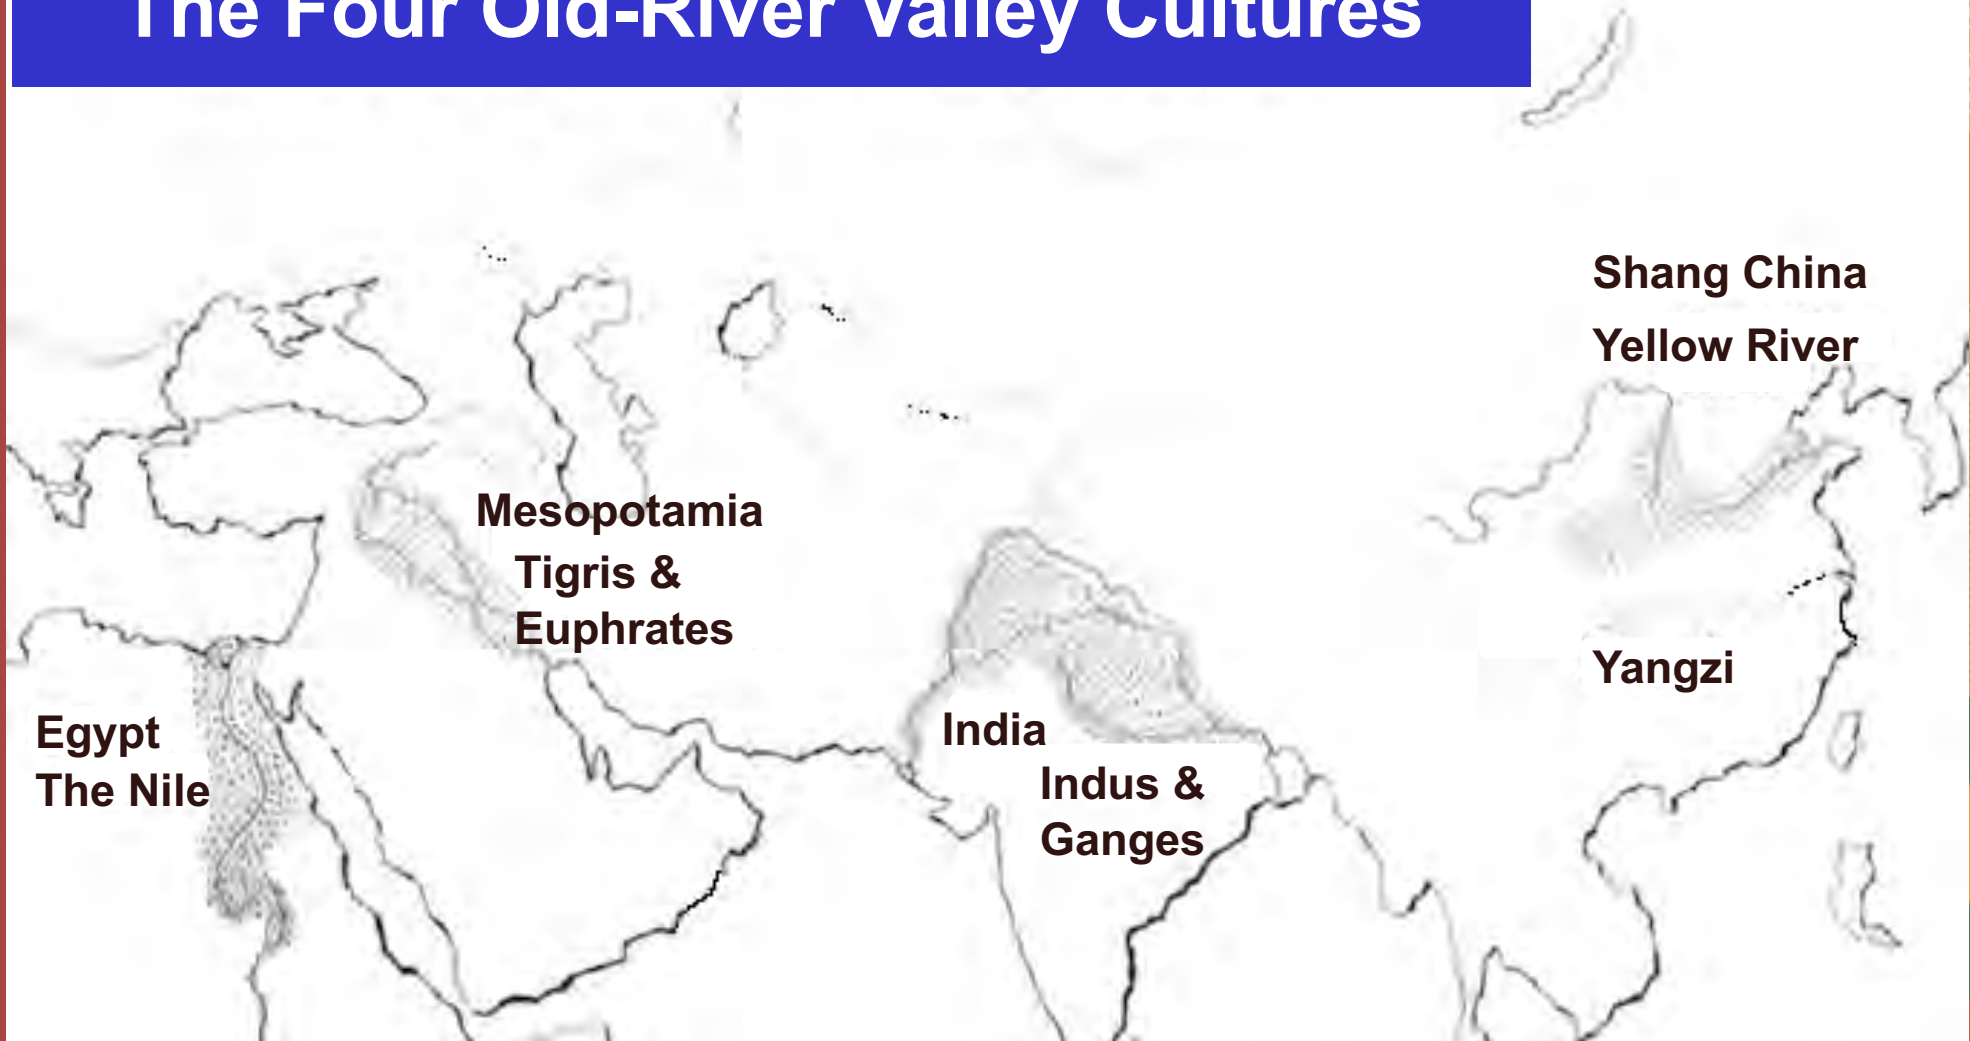 The Four Old-River Valley Cultures
Shang China
Yellow River
Mesopotamia
Tigris &
Euphrates
Yangzi
Egypt
The Nile
India
Indus &
Ganges